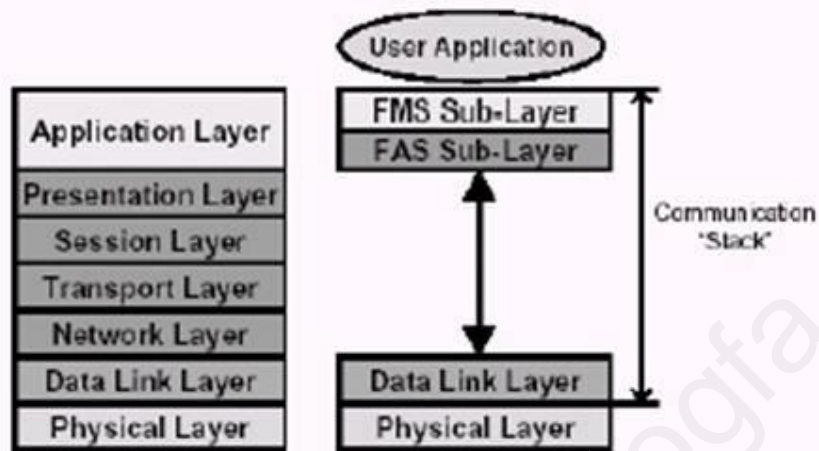 User Application
Application Layer
Presentation Layer
Session Layer
Transport Layer
Network Layer
Data Link Layer
Physical Layer
FMS Sub-Layer
FAS Sub-Layer
Data Link Layer
Physical Layer
Communication
"Stack"